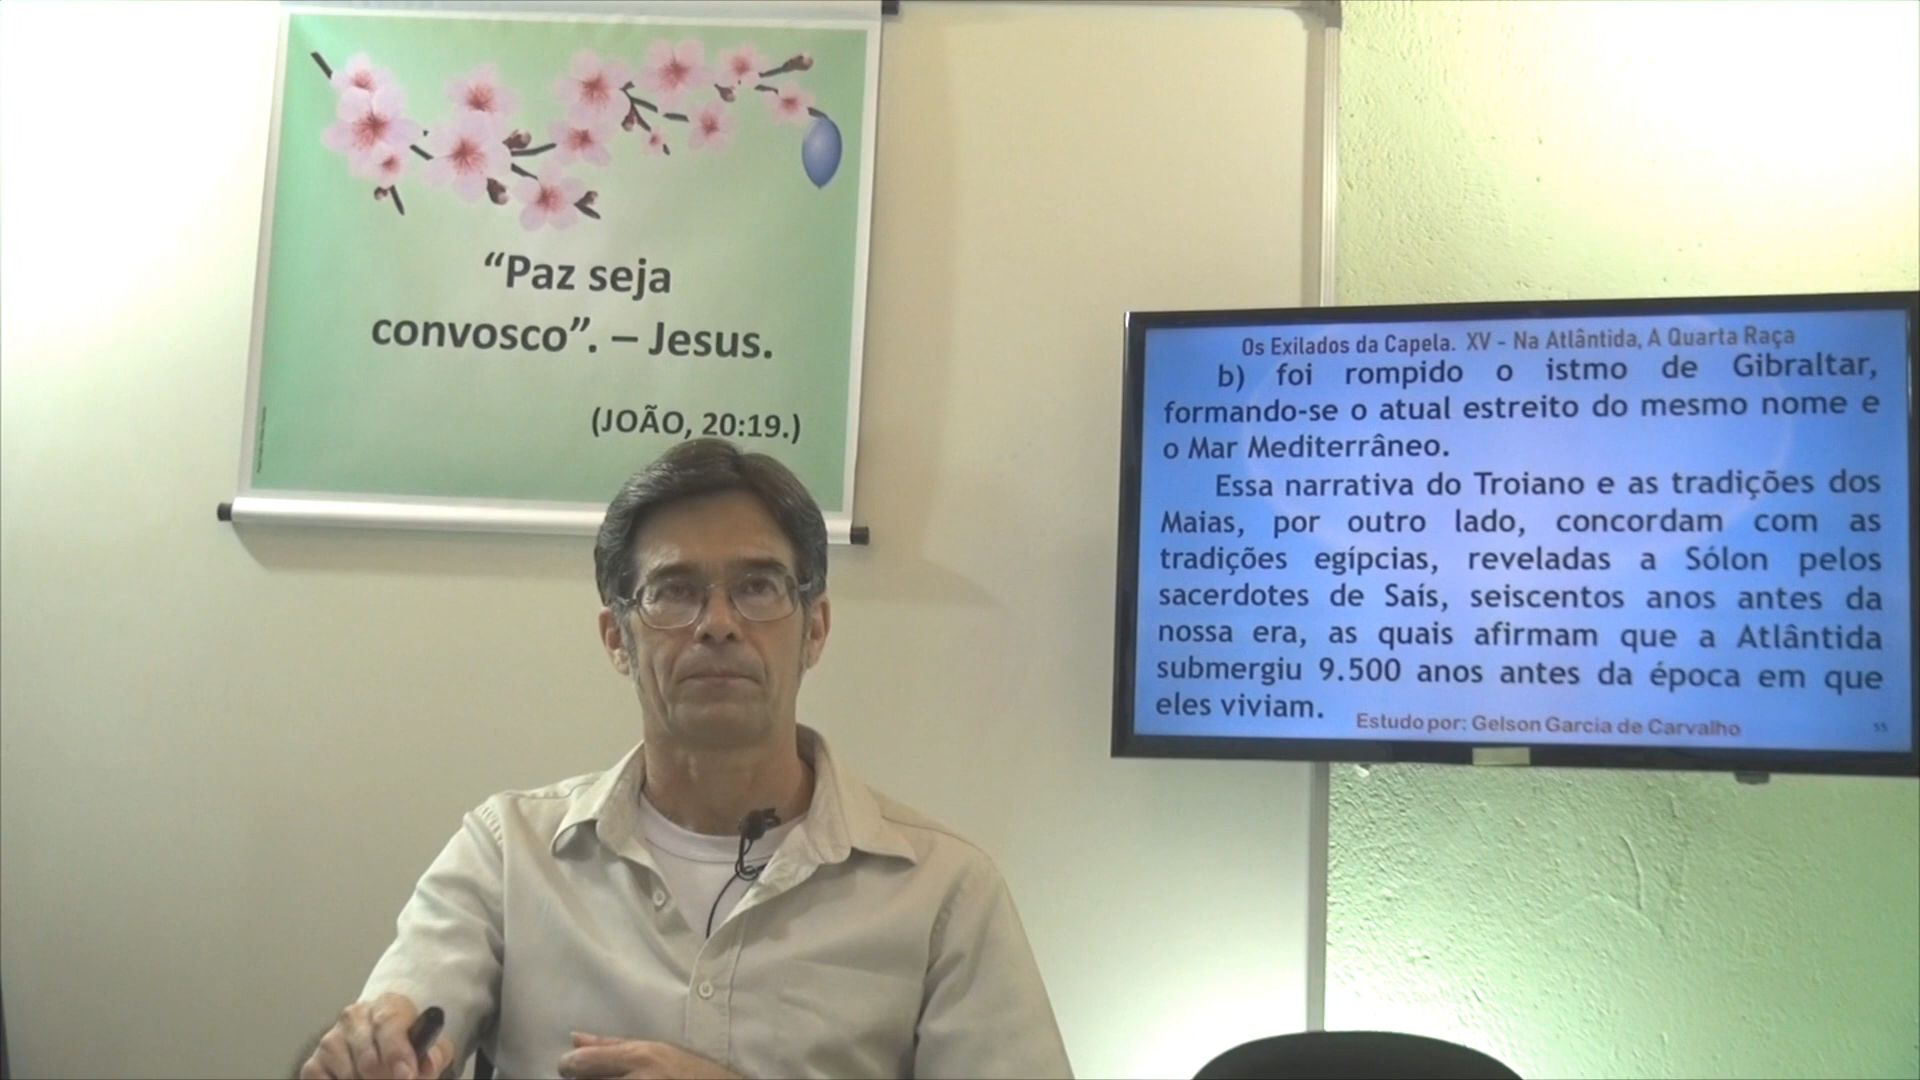 “Paz seja
convosco”. – Jesus.
(JOÃO, 20:19.)
Os Exilados da Capela. XV - Na Atlântida, A Quarta Raça
b) foi rompido o istmo de Gibraltar,
formando-se o atual estreito do mesmo nome e
o Mar Mediterrâneo.
Essa narrativa do Troiano e as tradições dos
Maias, por outro lado, concordam com as
tradições egípcias, reveladas a Sólon pelos
sacerdotes de Saís, seiscentos anos antes da
nossa era, as quais afirmam que a Atlântida
submergiu 9.500 anos antes da época em que
eles viviam.
Estudo por: Gelson Garcia de Carvalho
55